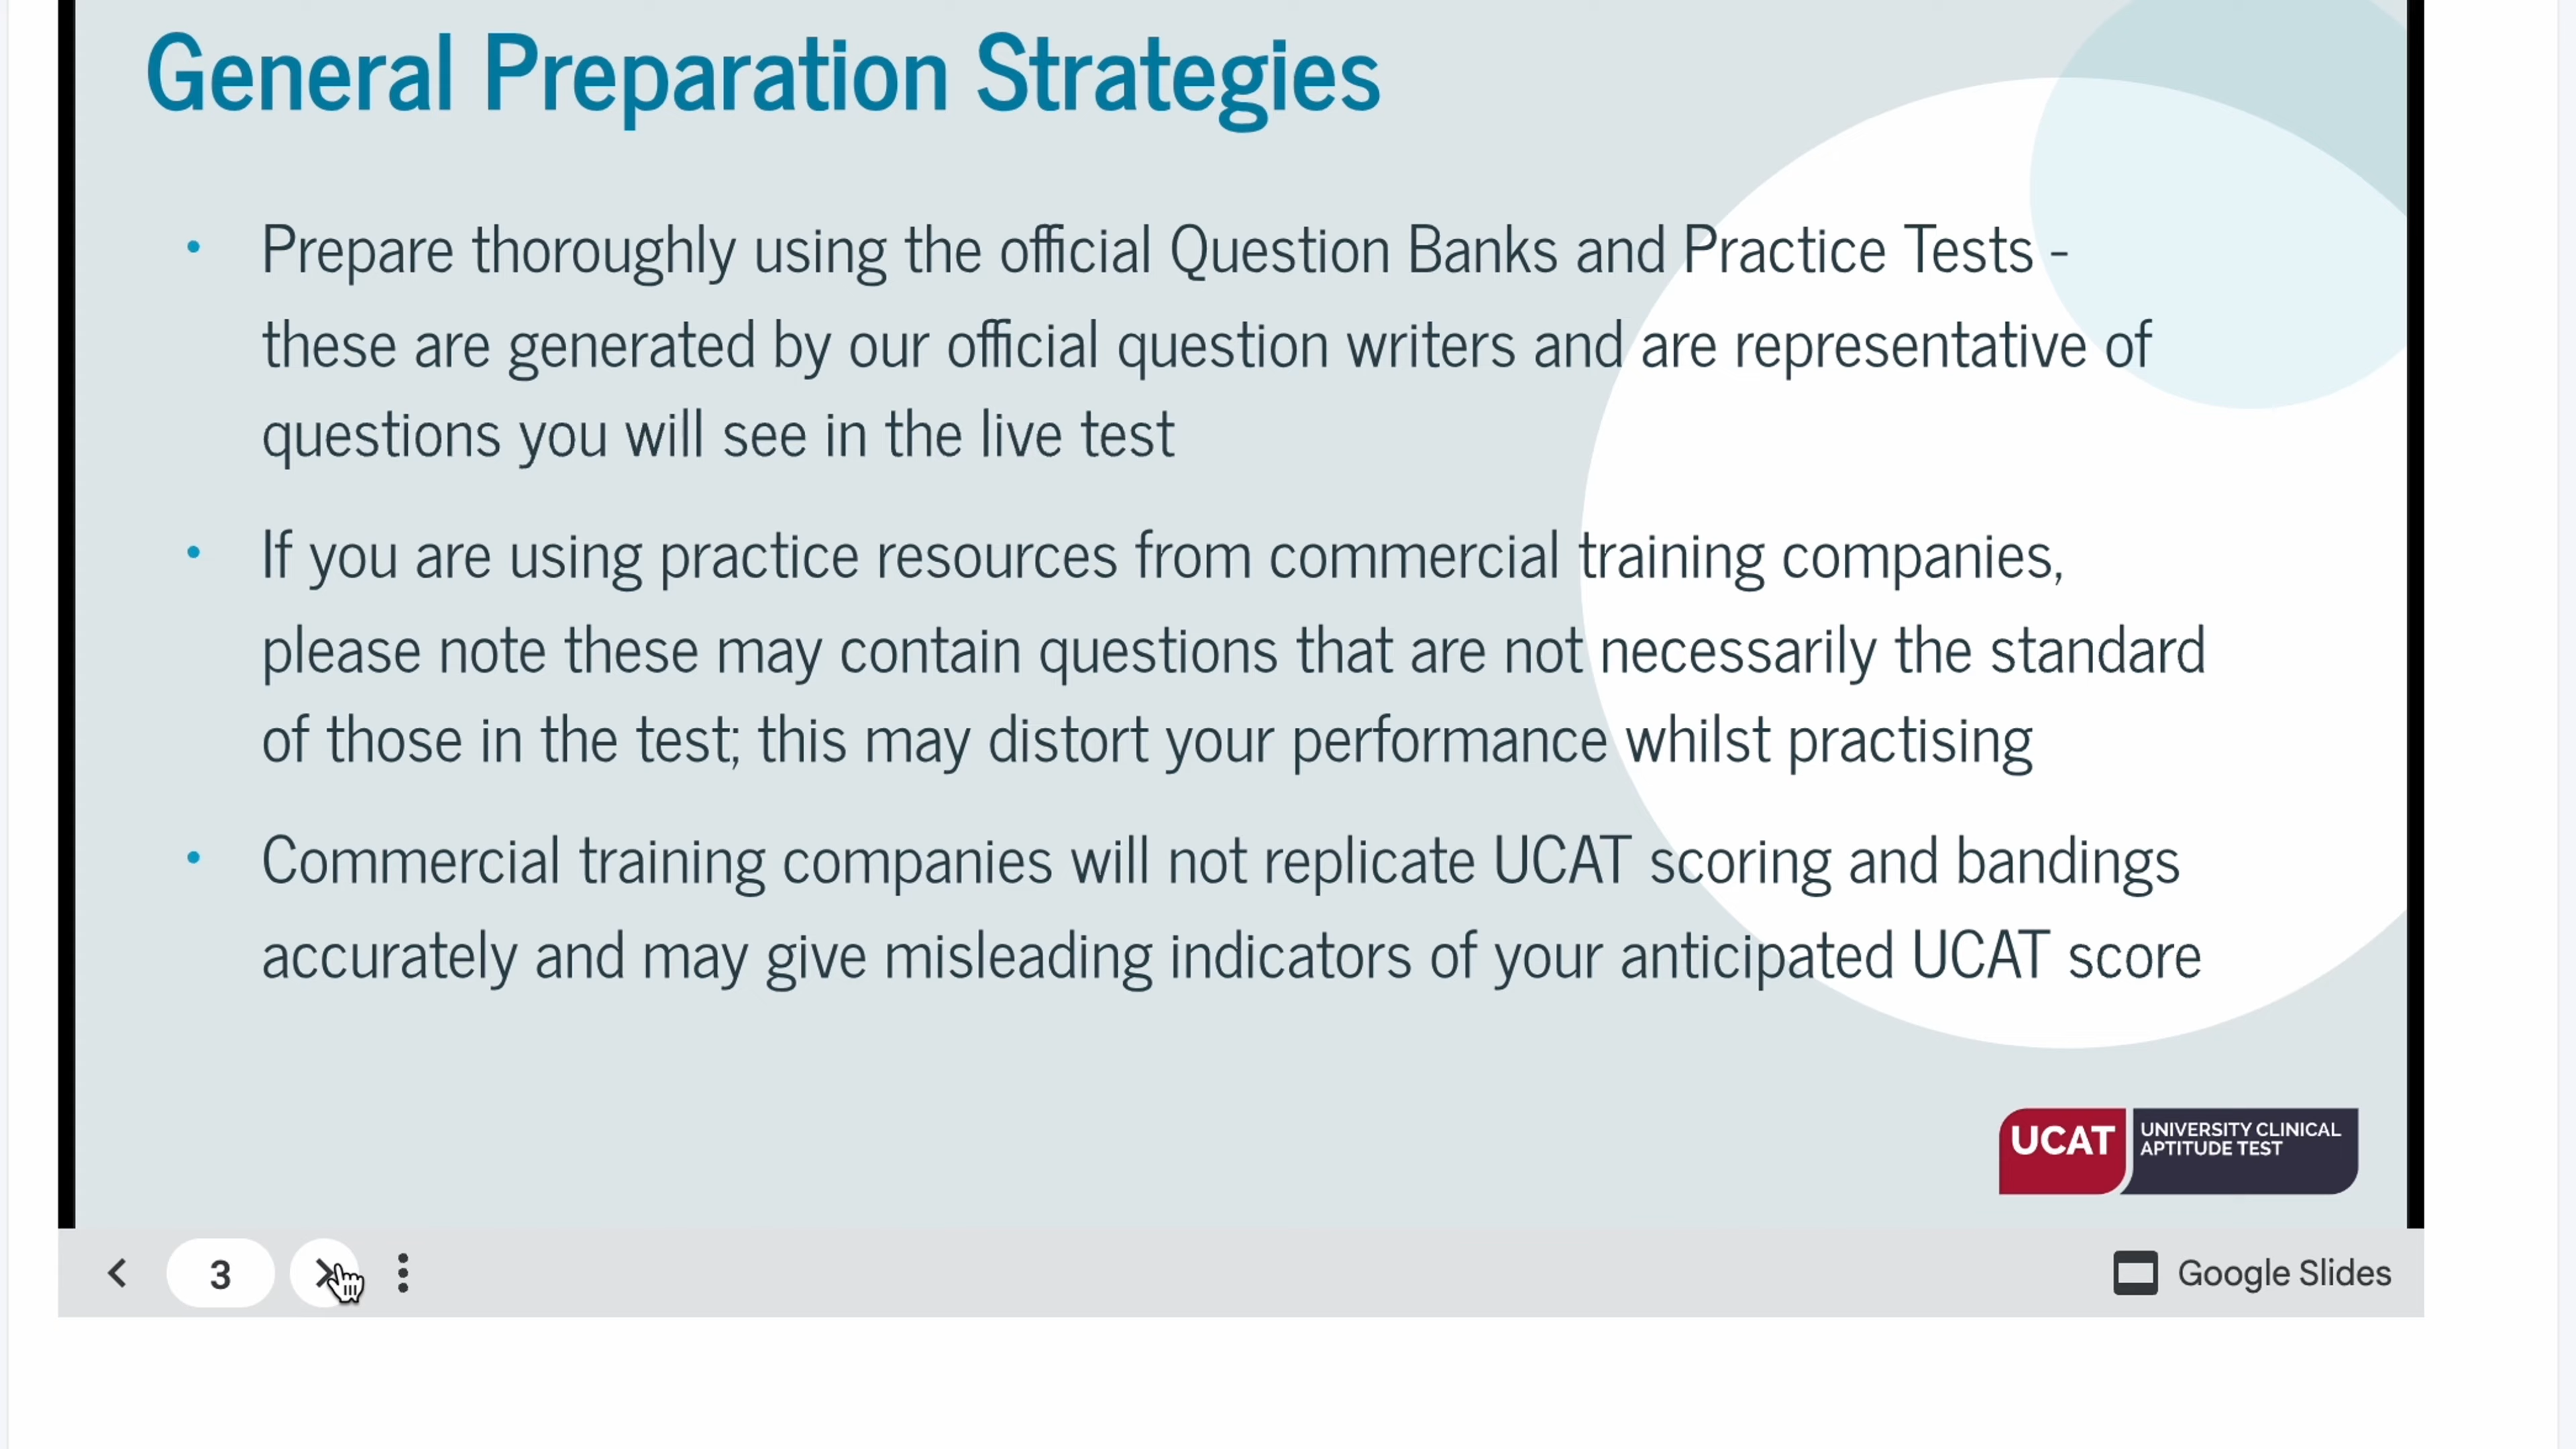 General Preparation Strategies
• Prepare thoroughly using the official Question Banks and Practice Tests -
these are generated by our official question writers and are representative of
questions you will see in the live test
• If you are using practice resources from commercial training companies,
please note these may contain questions that are not necessarily the standard
of those in the test; this may distort your performance whilst practising
• Commercial training companies will not replicate UCAT scoring and bandings
accurately and may give misleading indicators of your anticipated UCAT score
UCAT UNIVERSITY CLINICAL
APTITUDE TEST
3
Google Slides